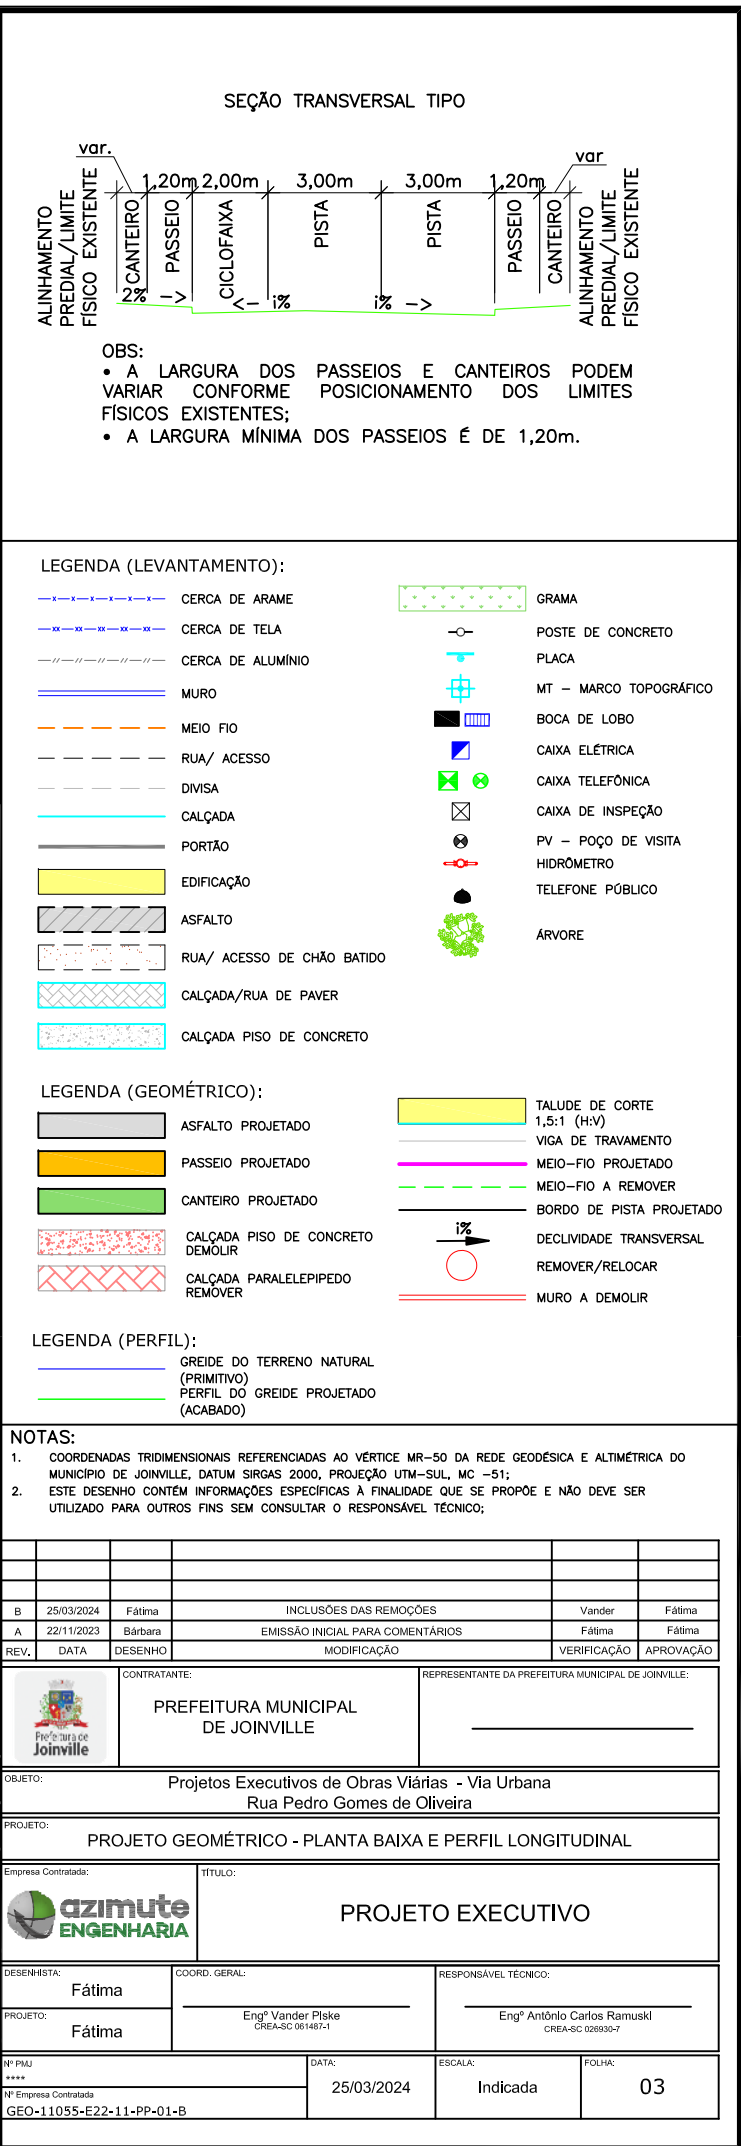 SEÇÃO TRANSVERSAL TIPO
var.
var
1,20m
2,00m
3,00m
3,00m
1,20m
ALINHAMENTO
PREDIAL/LIMITE
FÍSICO EXISTENTE
CANTEIRO
PASSEIO
CICLOFAIXA
PISTA
PISTA
PASSEIO
CANTEIRO
ALINHAMENTO
PREDIAL/LIMITE
FÍSICO EXISTENTE
2% ->
<- i%
i% ->
OBS:
• A LARGURA DOS PASSEIOS E CANTEIROS PODEM
VARIAR CONFORME POSICIONAMENTO DOS LIMITES
FÍSICOS EXISTENTES;
• A LARGURA MÍNIMA DOS PASSEIOS É DE 1,20m.
LEGENDA (LEVANTAMENTO):
CERCA DE ARAME
CERCA DE TELA
CERCA DE ALUMÍNIO
MURO
MEIO FIO
RUA/ ACESSO
DIVISA
CALÇADA
PORTÃO
EDIFICAÇÃO
ASFALTO
RUA/ ACESSO DE CHÃO BATIDO
CALÇADA/RUA DE PAVER
CALÇADA PISO DE CONCRETO
GRAMA
POSTE DE CONCRETO
PLACA
MT - MARCO TOPOGRÁFICO
BOCA DE LOBO
CAIXA ELÉTRICA
CAIXA TELEFÔNICA
CAIXA DE INSPEÇÃO
PV - POÇO DE VISITA
HIDRÔMETRO
TELEFONE PÚBLICO
ÁRVORE
LEGENDA (GEOMÉTRICO):
ASFALTO PROJETADO
PASSEIO PROJETADO
CANTEIRO PROJETADO
CALÇADA PISO DE CONCRETO
DEMOLIR
CALÇADA PARALELEPIPEDO
REMOVER
TALUDE DE CORTE
1,5:1 (H:V)
VIGA DE TRAVAMENTO
MEIO-FIO PROJETADO
MEIO-FIO A REMOVER
BORDO DE PISTA PROJETADO
i%
DECLIVIDADE TRANSVERSAL
REMOVER/RELOCAR
MURO A DEMOLIR
LEGENDA (PERFIL):
GREIDE DO TERRENO NATURAL
(PRIMITIVO)
PERFIL DO GREIDE PROJETADO
(ACABADO)
NOTAS:
1. COORDENADAS TRIDIMENSIONAIS REFERENCIADAS AO VÉRTICE MR-50 DA REDE GEODÉSICA E ALTIMÉTRICA DO
MUNICÍPIO DE JOINVILLE, DATUM SIRGAS 2000, PROJEÇÃO UTM-SUL, MC -51;
2. ESTE DESENHO CONTÉM INFORMAÇÕES ESPECÍFICAS À FINALIDADE QUE SE PROPÕE E NÃO DEVE SER
UTILIZADO PARA OUTROS FINS SEM CONSULTAR O RESPONSÁVEL TÉCNICO;
B 25/03/2024 Fátima INCLUSÕES DAS REMOÇÕES Vander Fátima
A 22/11/2023 Bárbara EMISSÃO INICIAL PARA COMENTÁRIOS Fátima Fátima
REV. DATA DESENHO MODIFICAÇÃO VERIFICAÇÃO APROVAÇÃO
Prefeitura de
Joinville
CONTRATANTE:
PREFEITURA MUNICIPAL
DE JOINVILLE
REPRESENTANTE DA PREFEITURA MUNICIPAL DE JOINVILLE:
OBJETO:
Projetos Executivos de Obras Viárias - Via Urbana
Rua Pedro Gomes de Oliveira
PROJETO:
PROJETO GEOMÉTRICO - PLANTA BAIXA E PERFIL LONGITUDINAL
Empresa Contratada:
azimute
ENGENHARIA
TÍTULO:
PROJETO EXECUTIVO
DESENHISTA:
Fátima
PROJETO:
Fátima
COORD. GERAL:
Engº Vander Piske
CREA-SC 061487-1
RESPONSÁVEL TÉCNICO:
Engº Antônio Carlos Ramuski
CREA-SC 026930-7
Nº PMJ
****
Nº Empresa Contratada
GEO-11055-E22-11-PP-01-B
DATA:
25/03/2024
ESCALA:
Indicada
FOLHA:
03